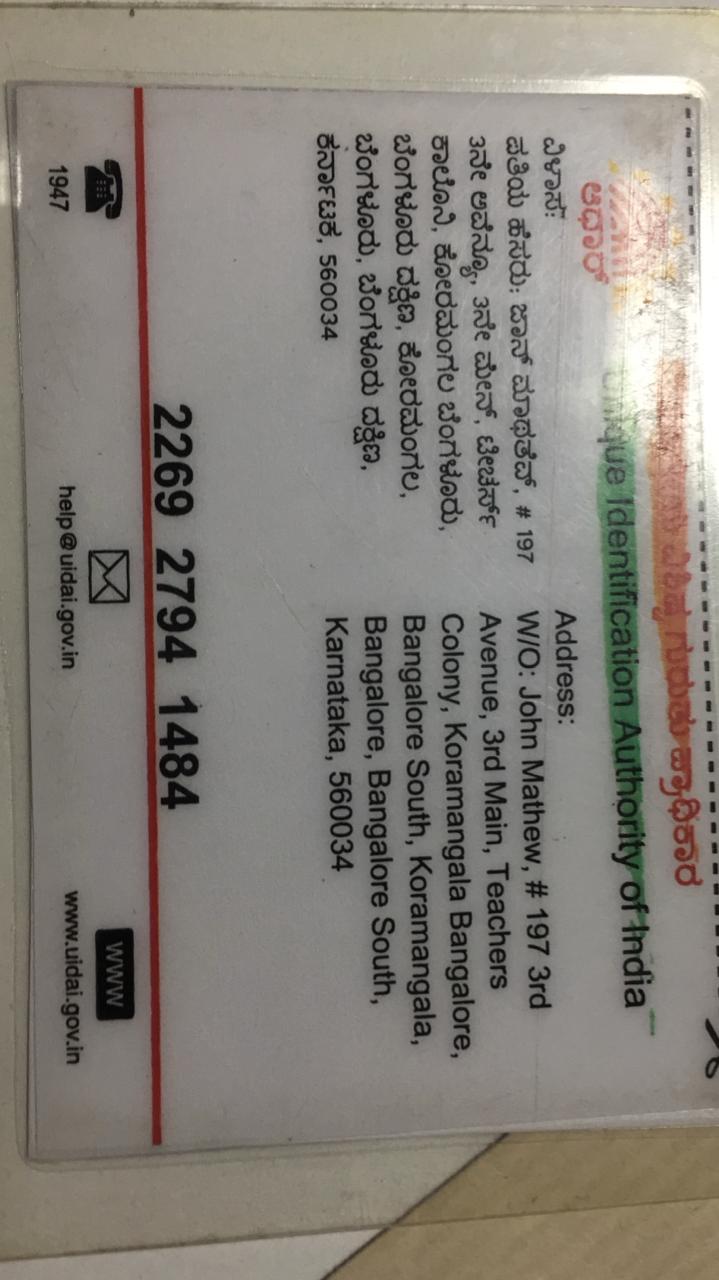 ವಿಶಿಷ್ಟ ಗುರುತು ಪ್ರಾಧಿಕಾರ
Unique Identification Authority of India
ಆಧಾರ್
ವಿಳಾಸ:
ಪತಿಯ ಹೆಸರು: ಜಾನ್ ಮಾಥೆವ್, # 197
3ನೇ ಅವೆನ್ಯೂ, 3ನೇ ಮೇನ್, ಟೀಚರ್ಸ್
ಕಾಲೋನಿ, ಕೋರಮಂಗಲ ಬೆಂಗಳೂರು,
ಬೆಂಗಳೂರು ದಕ್ಷಿಣ, ಕೋರಮಂಗಲ,
ಬೆಂಗಳೂರು, ಬೆಂಗಳೂರು ದಕ್ಷಿಣ,
ಕರ್ನಾಟಕ, 560034
Address:
W/O: John Mathew, # 197 3rd
Avenue, 3rd Main, Teachers
Colony, Koramangala Bangalore,
Bangalore South, Koramangala,
Bangalore, Bangalore South,
Karnataka, 560034
2269 2794 1484
1947
help@uidai.gov.in
www
www.uidai.gov.in